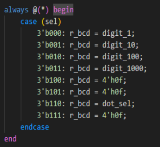 always @(*) begin
case (sel)
3'b000: r_bcd = digit_1;
3'b001: r_bcd = digit_10;
3'b010: r_bcd = digit_100;
3'b011: r_bcd = digit_1000;
3'b100: r_bcd = 4'h0f;
3'b101: r_bcd = 4'h0f;
3'b110: r_bcd = dot_sel;
3'b111: r_bcd = 4'h0f;
endcase
end